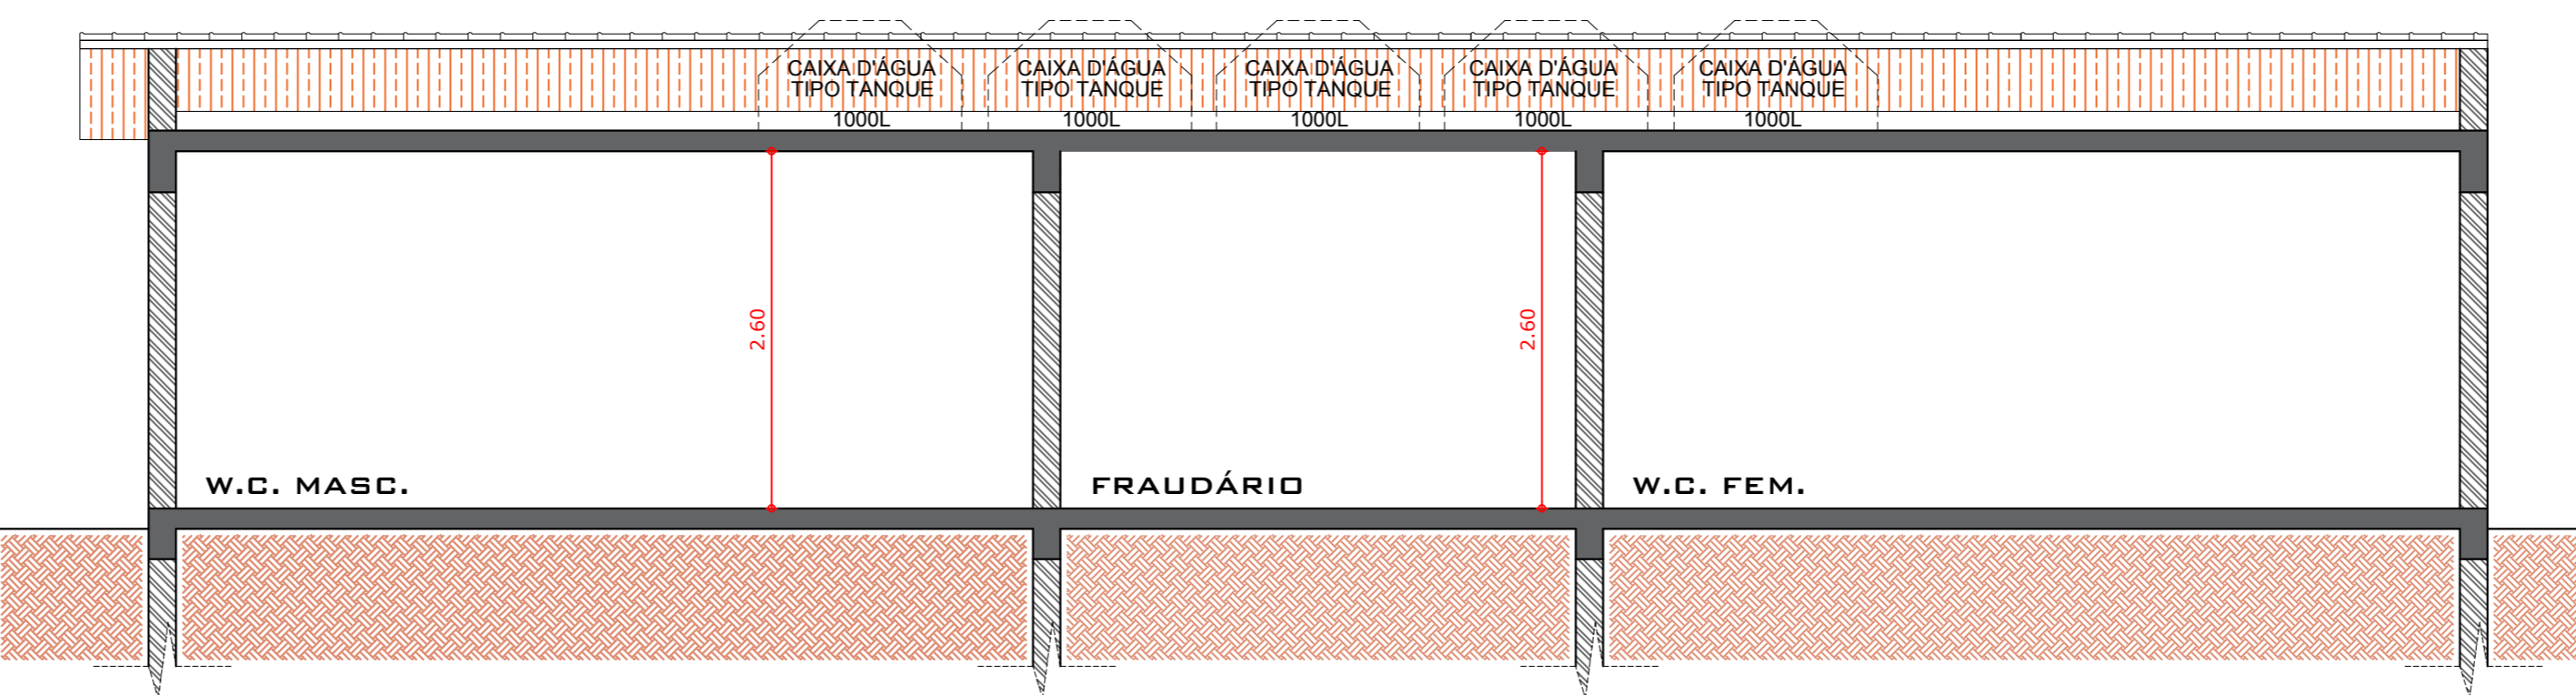 CAIXA D'ÁGUA
TIPO TANQUE
1000L
CAIXA D'ÁGUA
TIPO TANQUE
1000L
CAIXA D'ÁGUA
TIPO TANQUE
1000L
CAIXA D'ÁGUA
TIPO TANQUE
1000L
CAIXA D'ÁGUA
TIPO TANQUE
1000L
2.60
2.60
W.C. MASC.
FRAUDÁRIO
W.C. FEM.